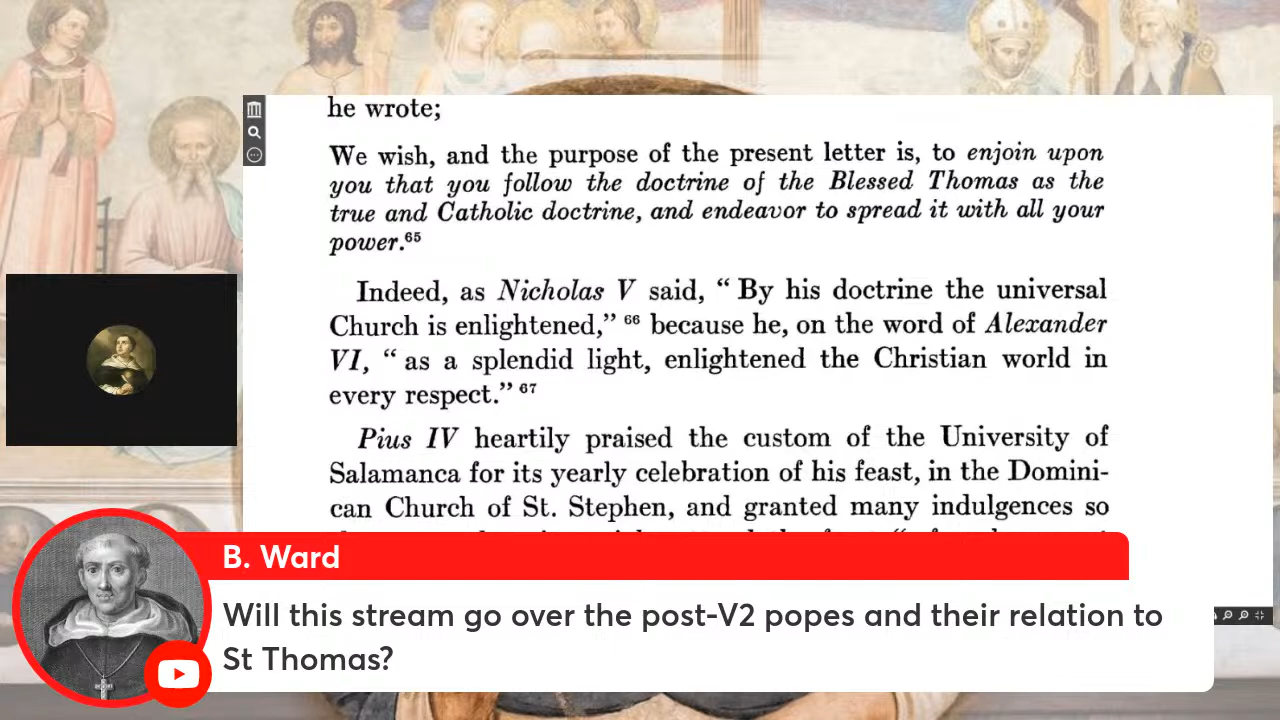 he wrote;
We wish, and the purpose of the present letter is, to enjoin upon
you that you follow the doctrine of the Blessed Thomas as the
true and Catholic doctrine, and endeavor to spread it with all your
power.⁶⁵
Indeed, as Nicholas V said, “ By his doctrine the universal
Church is enlightened,” ⁶⁶ because he, on the word of Alexander
VI, “ as a splendid light, enlightened the Christian world in
every respect.” ⁶⁷
Pius IV heartily praised the custom of the University of
Salamanca for its yearly celebration of his feast, in the Domini-
can Church of St. Stephen, and granted many indulgences so
B. Ward
Will this stream go over the post-V2 popes and their relation to
St Thomas?